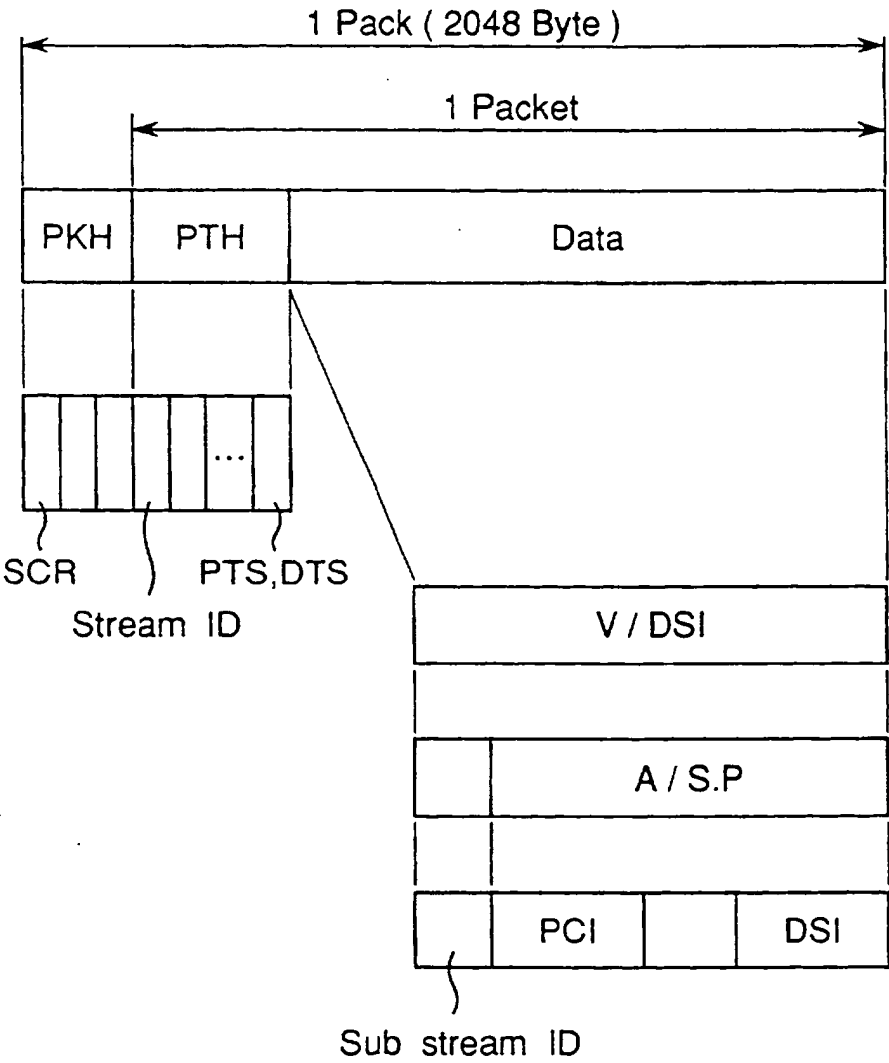 1 Pack ( 2048 Byte )
1 Packet
PKH PTH Data
...
SCR PTS,DTS
Stream ID
V / DSI
A / S.P
PCI DSI
Sub stream ID